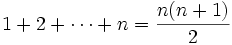 1 + 2 + ⋯ + n = n(n + 1)/2